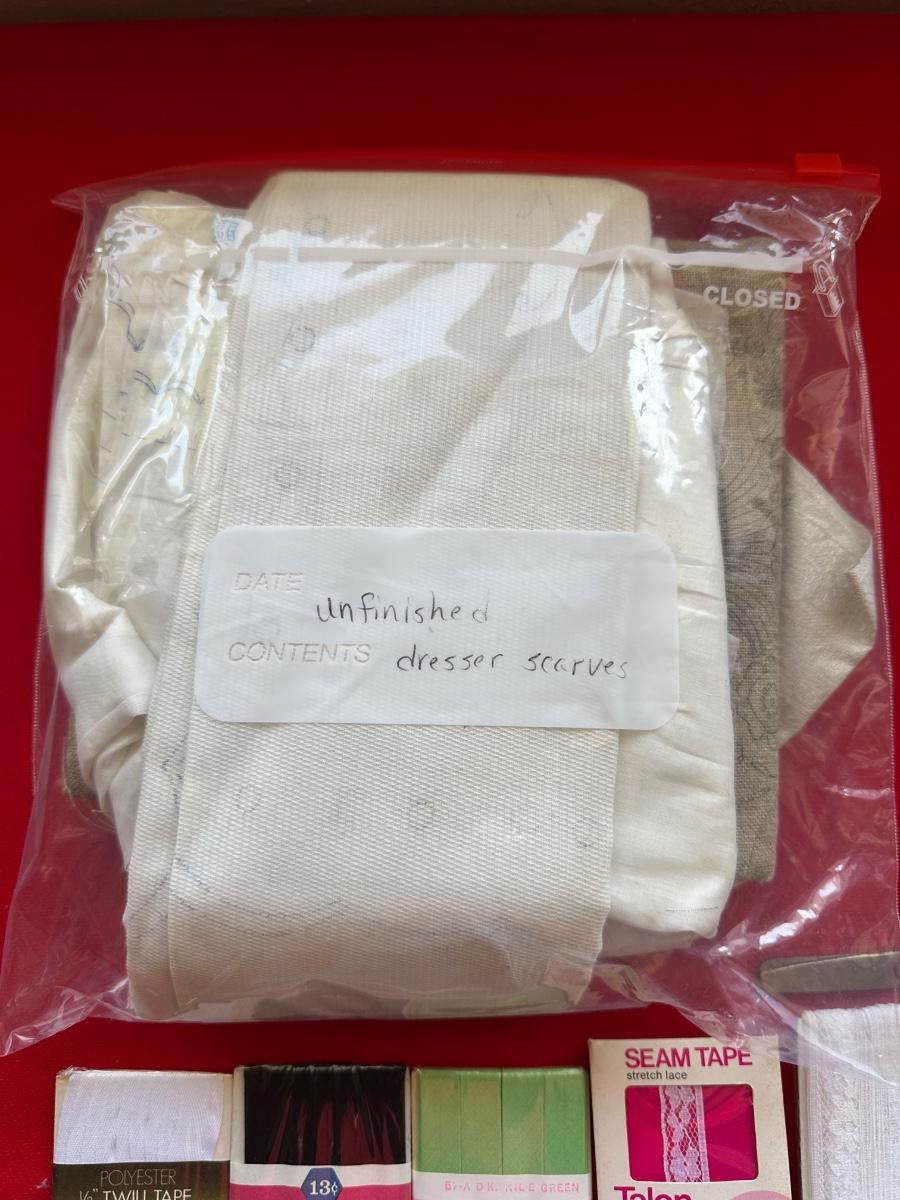 CLOSED
DATE
unfinished
CONTENTS
dresser scarves
SEAM TAPE
stretch lace
Talon
POLYESTER
½" TWILL TAPE
13¢
57-A DK. NILE GREEN